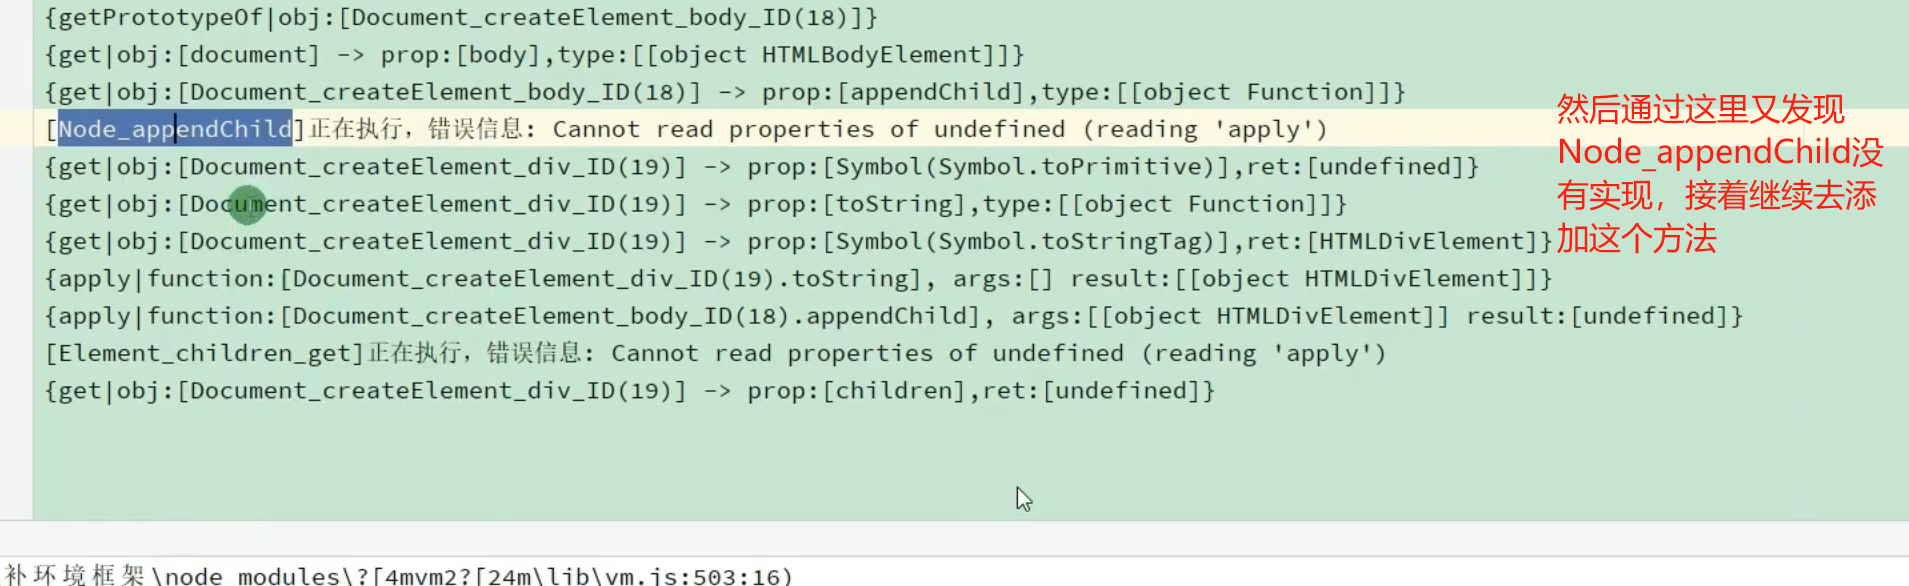 {getPrototypeOf|obj:[Document_createElement_body_ID(18)]}
{get|obj:[document] -> prop:[body],type:[[object HTMLBodyElement]]}
{get|obj:[Document_createElement_body_ID(18)] -> prop:[appendChild],type:[[object Function]]}
[Node_appendChild]正在执行，错误信息: Cannot read properties of undefined (reading 'apply')
{get|obj:[Document_createElement_div_ID(19)] -> prop:[Symbol(Symbol.toPrimitive)],ret:[undefined]}
{get|obj:[Document_createElement_div_ID(19)] -> prop:[toString],type:[[object Function]]}
{get|obj:[Document_createElement_div_ID(19)] -> prop:[Symbol(Symbol.toStringTag)],ret:[HTMLDivElement]}
{apply|function:[Document_createElement_div_ID(19).toString], args:[] result:[[object HTMLDivElement]]}
{apply|function:[Document_createElement_body_ID(18).appendChild], args:[[object HTMLDivElement]] result:[undefined]}
[Element_children_get]正在执行，错误信息: Cannot read properties of undefined (reading 'apply')
{get|obj:[Document_createElement_div_ID(19)] -> prop:[children],ret:[undefined]}
然后通过这里又发现
Node_appendChild没
有实现，接着继续去添
加这个方法
补环境框架\node_modules\?[4mvm2?[24m\lib\vm.js:503:16)